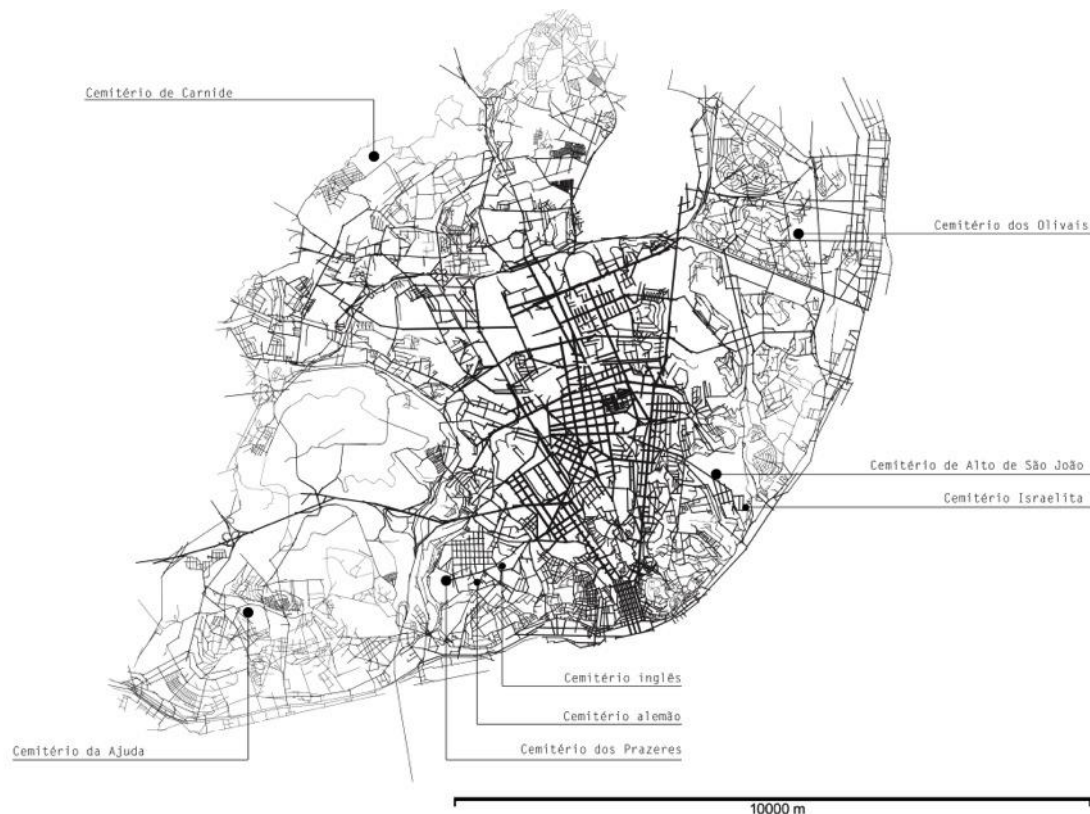 Cemitério de Carnide
Cemitério dos Olivais
Cemitério de Alto de São João
Cemitério Israelita
Cemitério inglês
Cemitério alemão
Cemitério dos Prazeres
Cemitério da Ajuda
10000 m